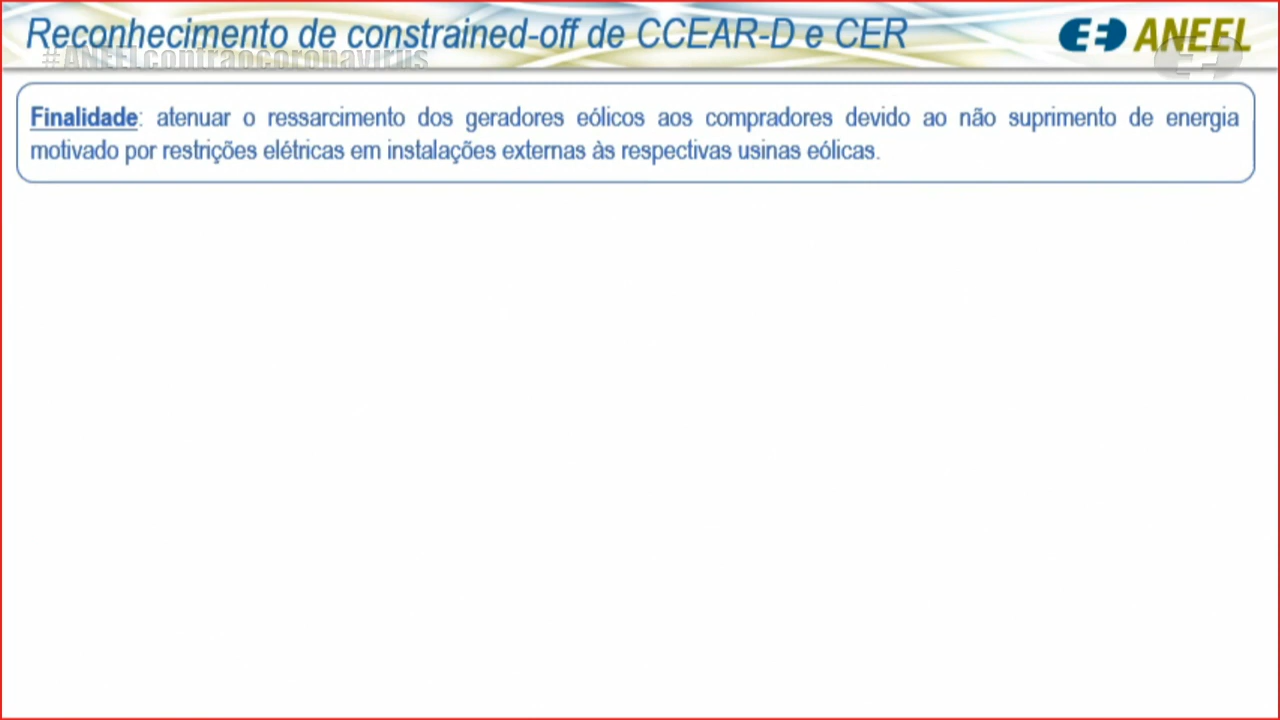 Reconhecimento de constrained-off de CCEAR-D e CER
ANEEL
#ANEELcontraocoronavirus
Finalidade: atenuar o ressarcimento dos geradores eólicos aos compradores devido ao não suprimento de energia
motivado por restrições elétricas em instalações externas às respectivas usinas eólicas.